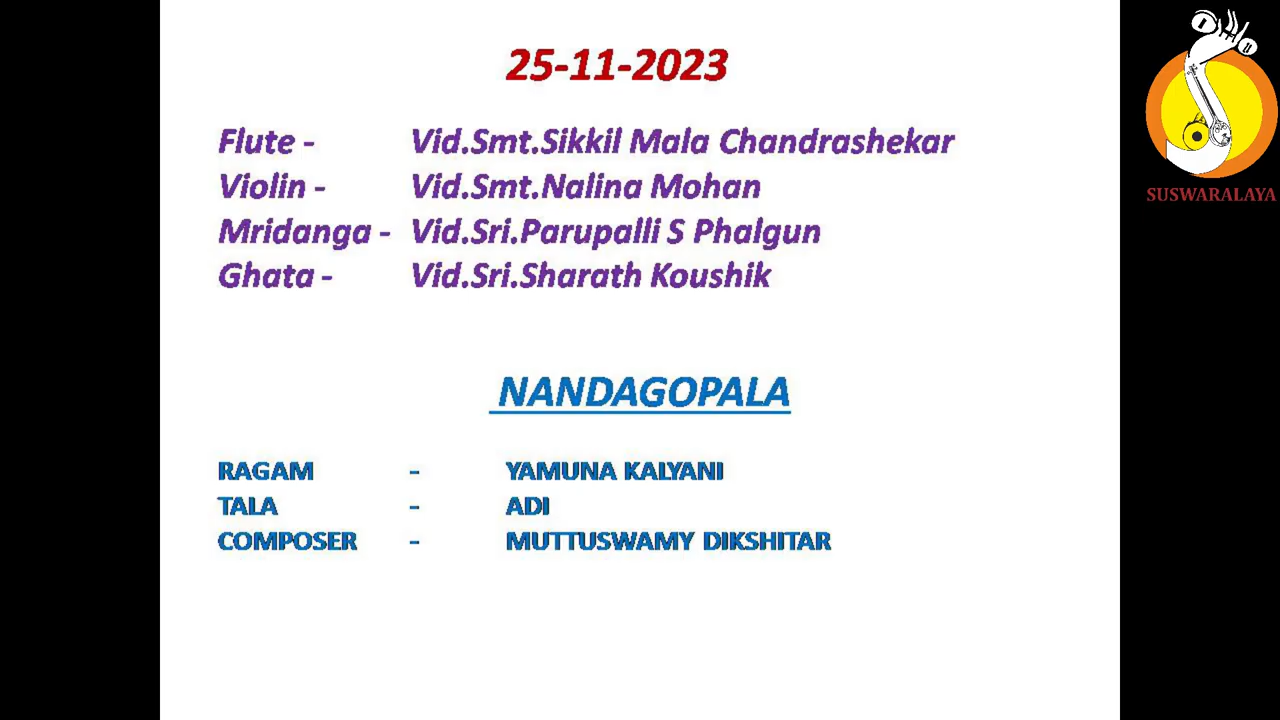 25-11-2023
Flute - Vid.Smt.Sikkil Mala Chandrashekar
Violin - Vid.Smt.Nalina Mohan
Mridanga - Vid.Sri.Parupalli S Phalgun
Ghata - Vid.Sri.Sharath Koushik
NANDAGOPALA
RAGAM - YAMUNA KALYANI
TALA - ADI
COMPOSER - MUTTUSWAMY DIKSHITAR
SUSWARALAYA